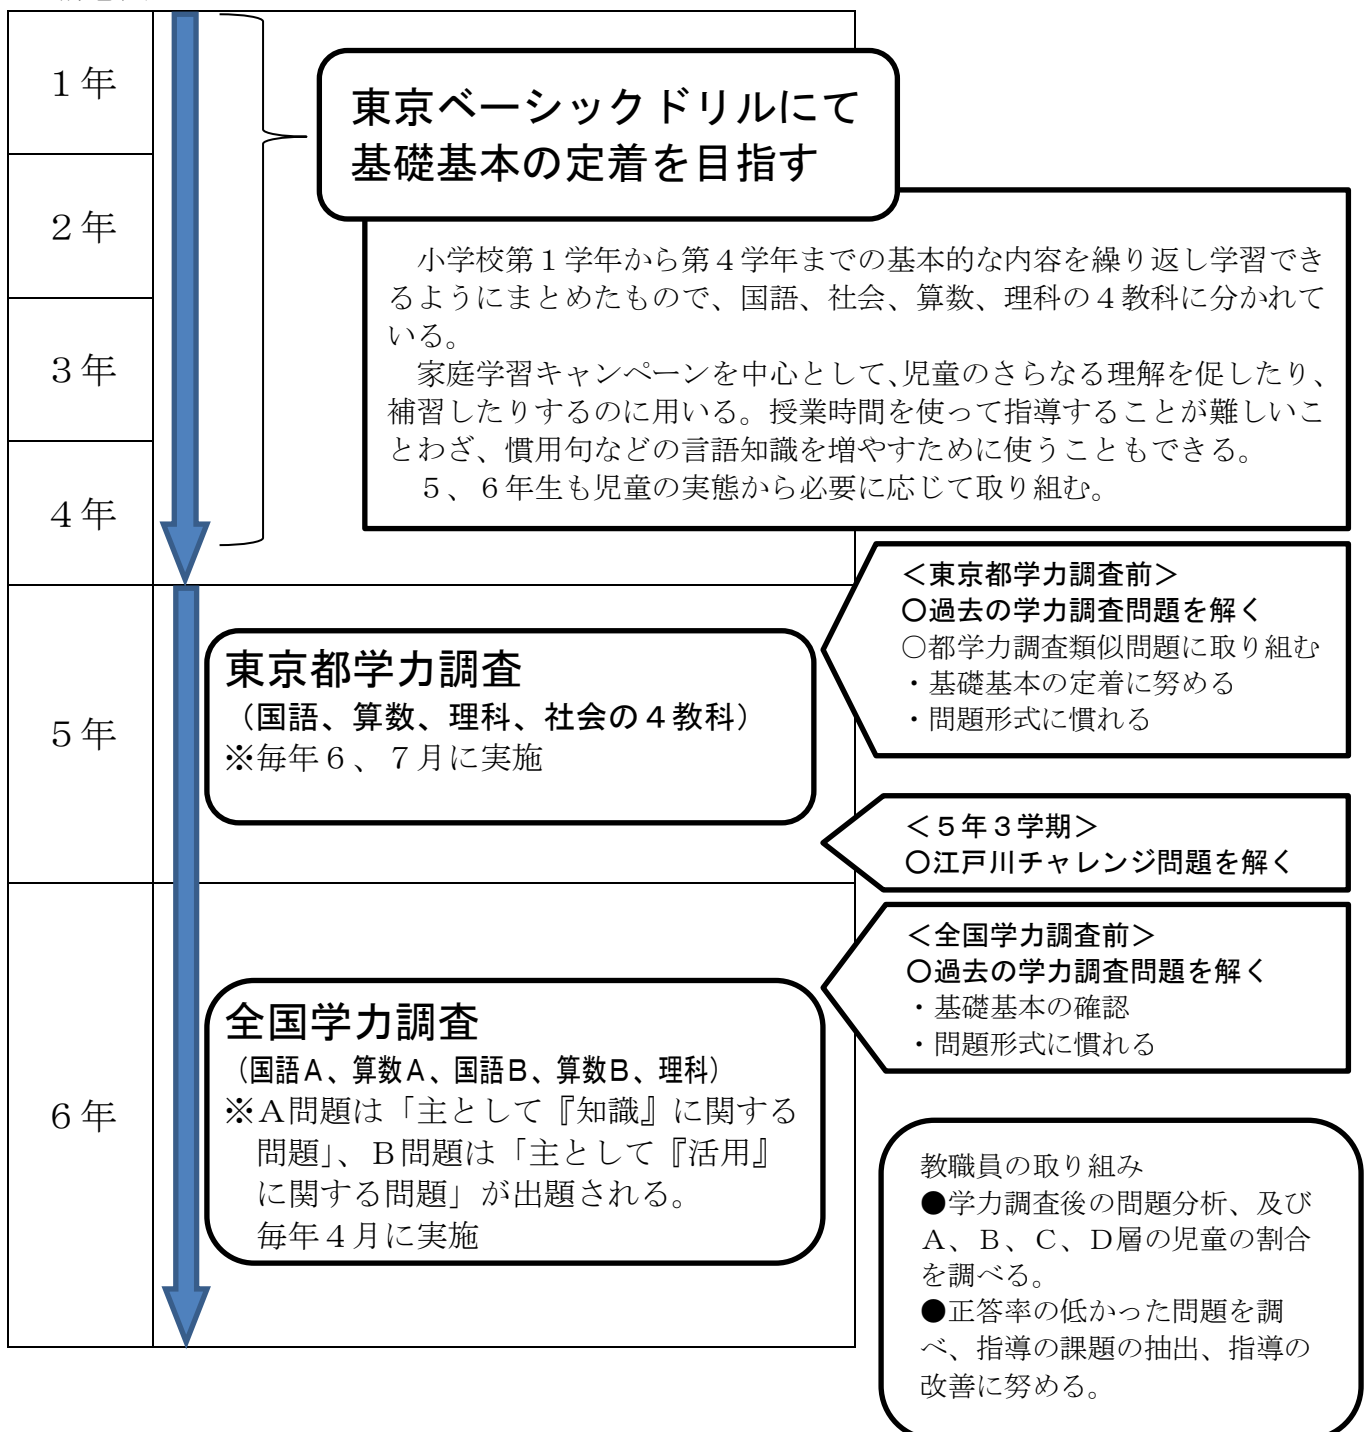 1年
東京ベーシックドリルにて
基礎基本の定着を目指す
2年
小学校第1学年から第4学年までの基本的な内容を繰り返し学習でき
るようにまとめたもので、国語、社会、算数、理科の4教科に分かれて
いる。
3年
家庭学習キャンペーンを中心として、児童のさらなる理解を促したり、
補習したりするのに用いる。授業時間を使って指導することが難しいこ
とわざ、慣用句などの言語知識を増やすために使うこともできる。
5、6年生も児童の実態から必要に応じて取り組む。
4年
5年
東京都学力調査
(国語、算数、理科、社会の4教科)
※毎年6、7月に実施
<東京都学力調査前>
○過去の学力調査問題を解く
○都学力調査類似問題に取り組む
・基礎基本の定着に努める
・問題形式に慣れる
<5年3学期>
○江戸川チャレンジ問題を解く
6年
全国学力調査
(国語A、算数A、国語B、算数B、理科)
※A問題は「主として『知識』に関する
問題」、B問題は「主として『活用』
に関する問題」が出題される。
毎年4月に実施
<全国学力調査前>
○過去の学力調査問題を解く
・基礎基本の確認
・問題形式に慣れる
教職員の取り組み
●学力調査後の問題分析、及び
A、B、C、D層の児童の割合
を調べる。
●正答率の低かった問題を調
べ、指導の課題の抽出、指導の
改善に努める。